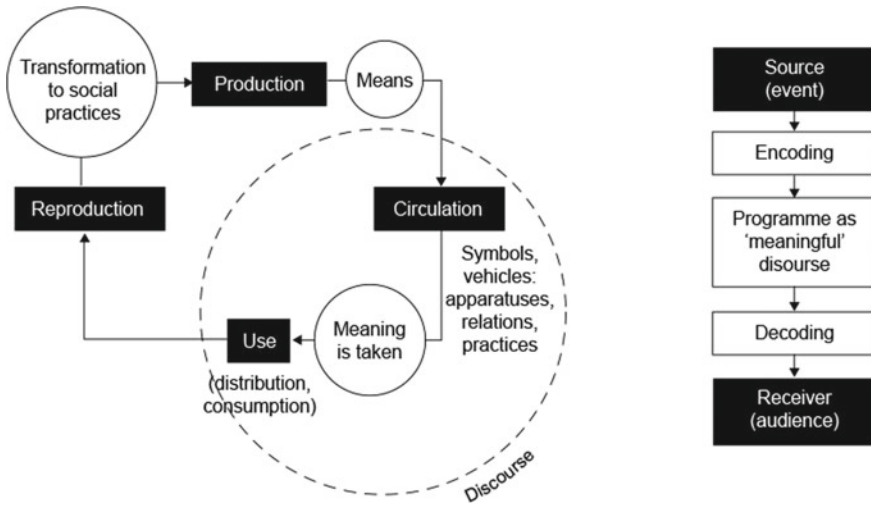 Transformation
to social
practices
Production
Means
Reproduction
Circulation
Symbols,
vehicles:
apparatuses,
relations,
practices
Use
Meaning
is taken
(distribution,
consumption)
Discourse
Source
(event)
Encoding
Programme as
‘meaningful’
disourse
Decoding
Receiver
(audience)